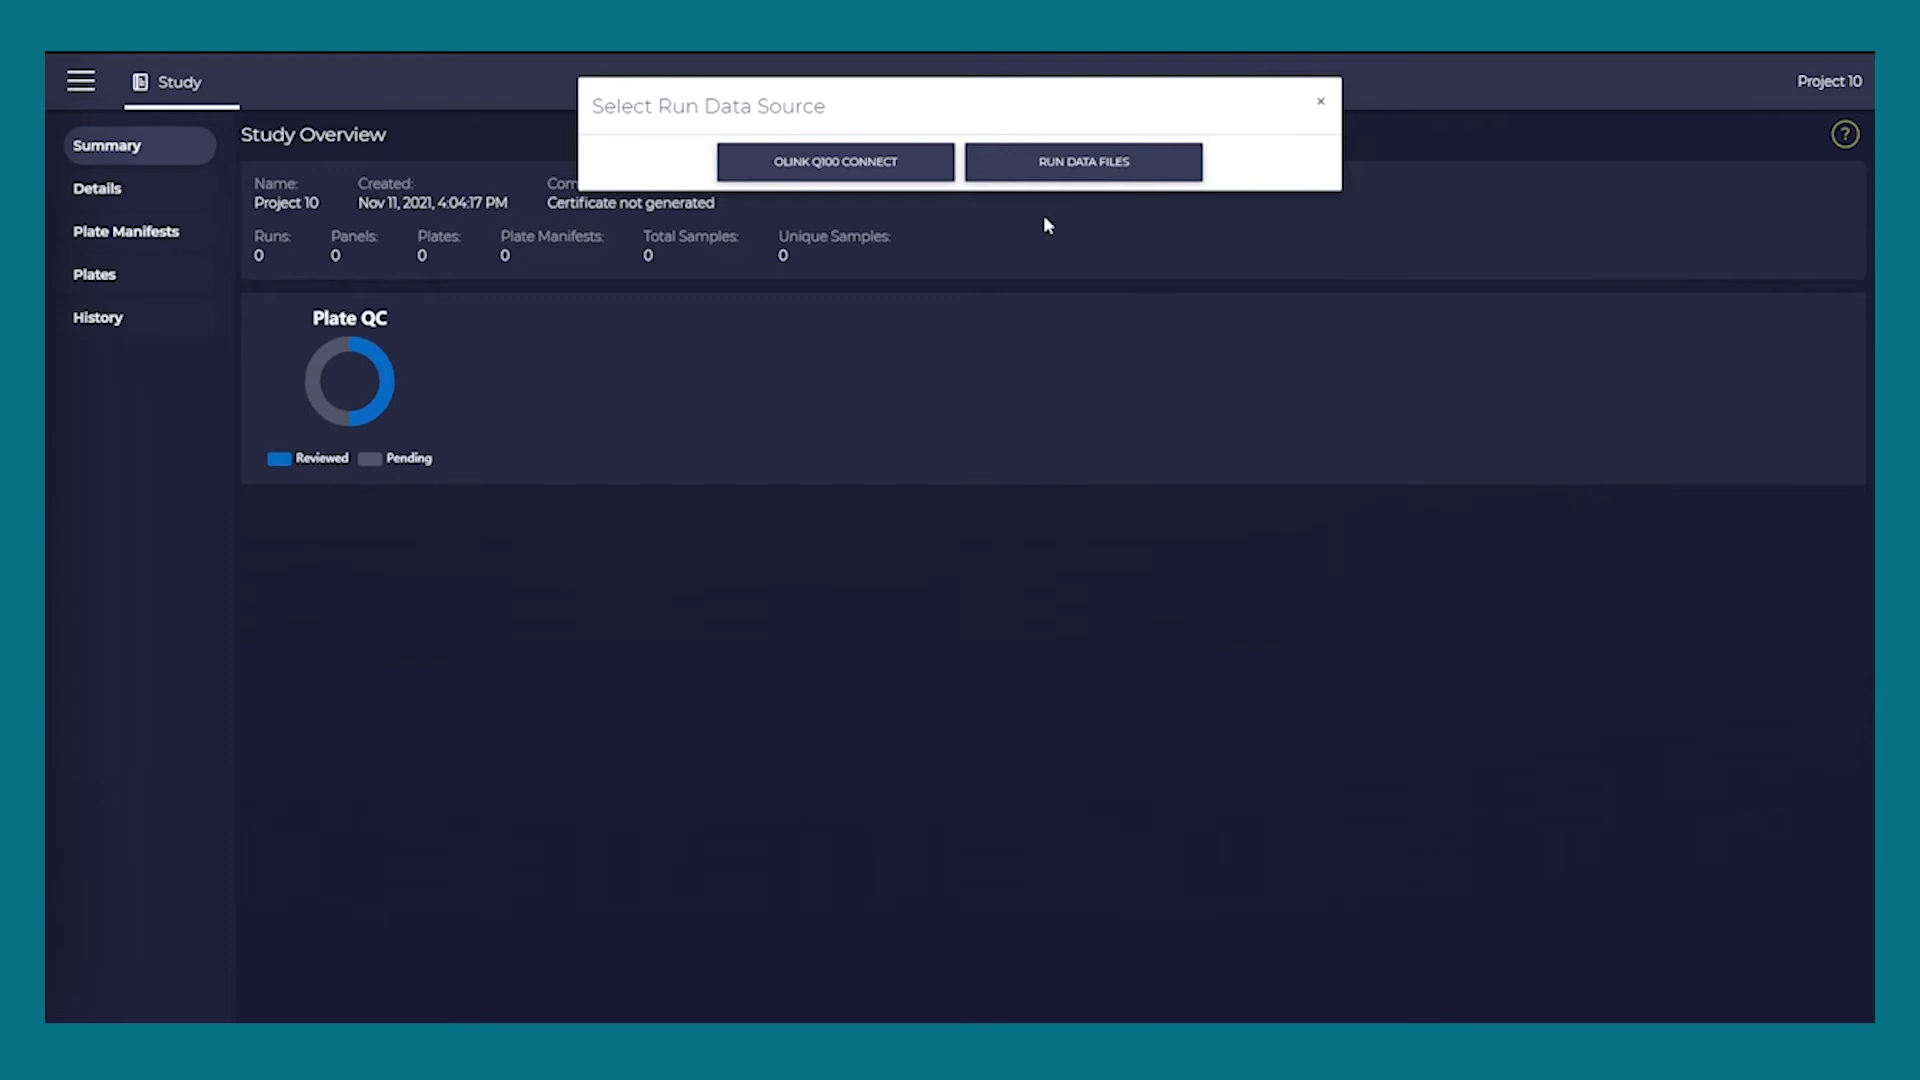 Study
Project 10
Select Run Data Source
×
OLINK Q100 CONNECT
RUN DATA FILES
Summary
Details
Plate Manifests
Plates
History
Study Overview
?
Name: Created: Com
Project 10 Nov 11, 2021, 4:04:17 PM Certificate not generated
Runs: Panels: Plates: Plate Manifests: Total Samples: Unique Samples:
0 0 0 0 0 0
Plate QC
Reviewed Pending